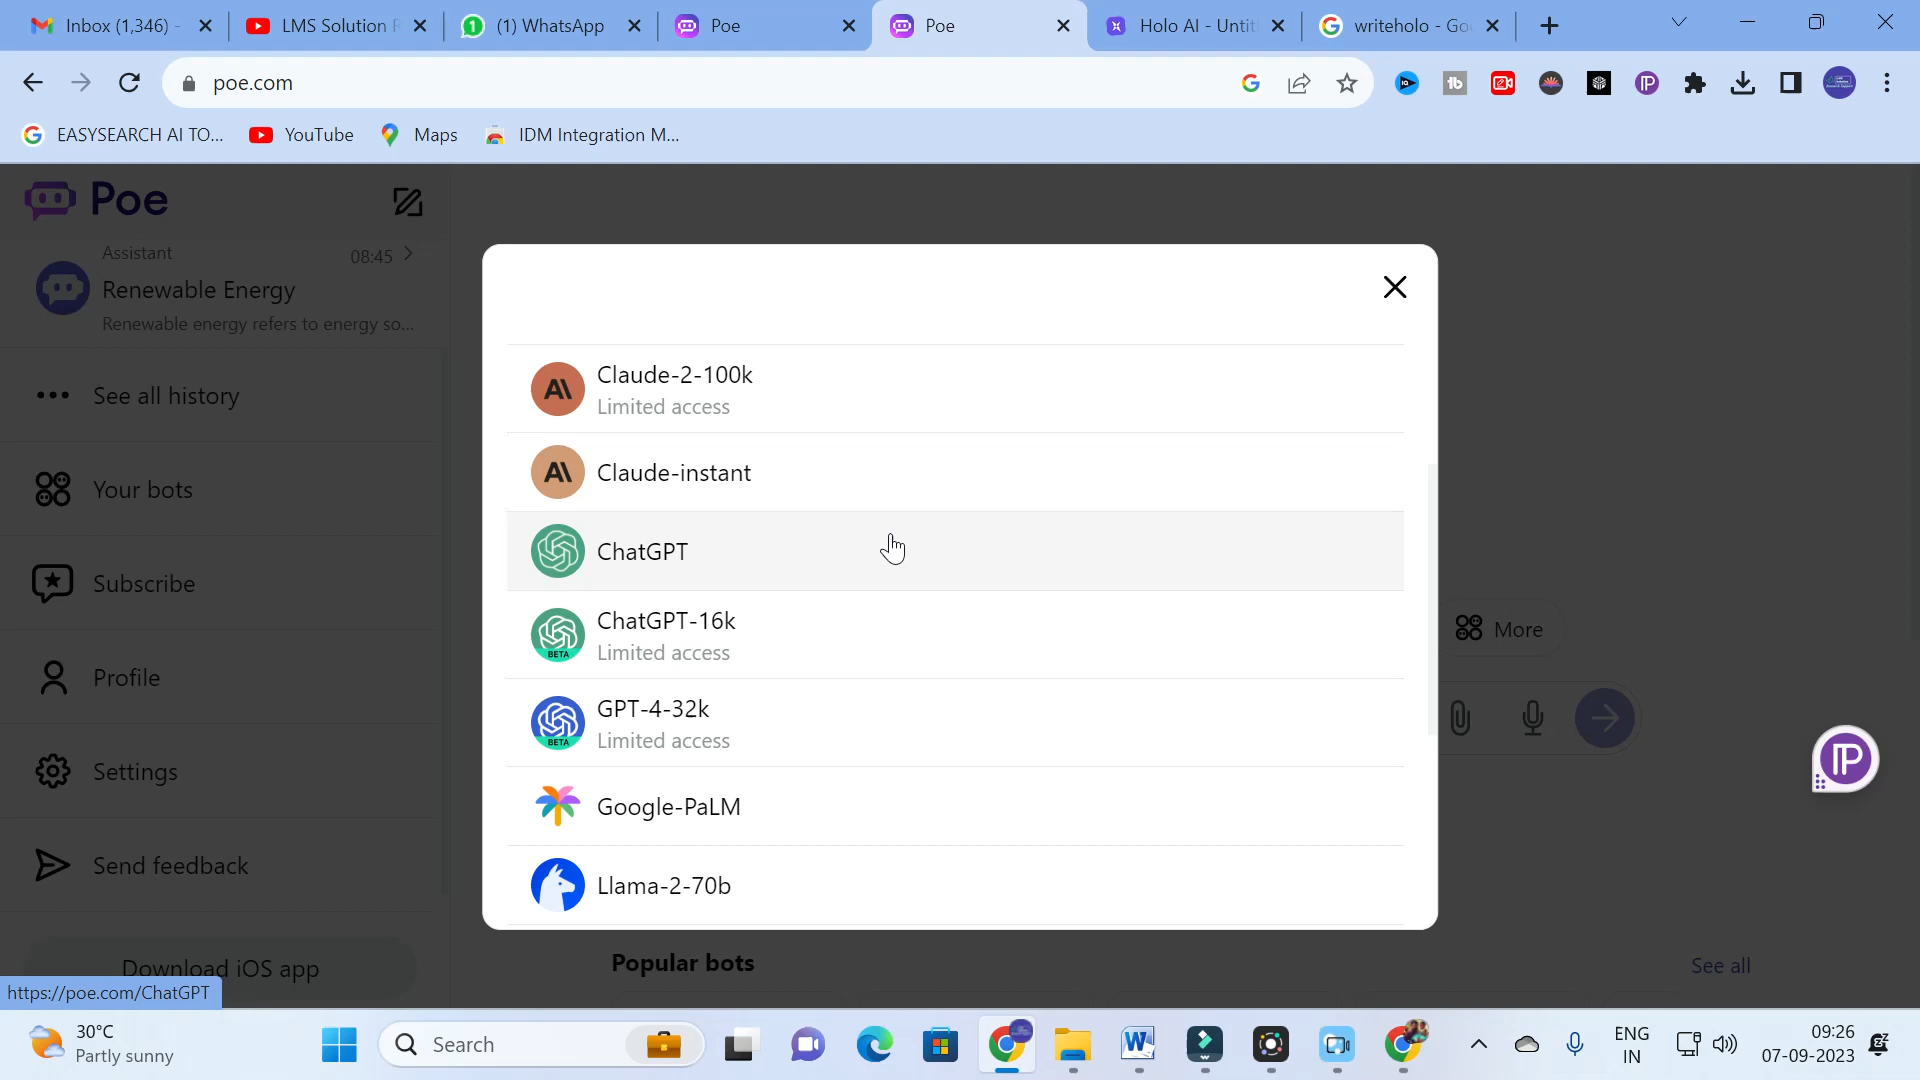 Inbox (1,346) -
LMS Solution R
(1) WhatsApp
Poe
Poe
Holo AI - Untit
writeholo - Goo
poe.com
EASYSEARCH AI TO...
YouTube
Maps
IDM Integration M...
Poe
Assistant
08:45
Renewable Energy
Renewable energy refers to energy so...
See all history
Your bots
Subscribe
Profile
Settings
Send feedback
Download iOS app
https://poe.com/ChatGPT
Claude-2-100k
Limited access
Claude-instant
ChatGPT
BETA
ChatGPT-16k
Limited access
BETA
GPT-4-32k
Limited access
Google-PaLM
Llama-2-70b
More
Popular bots
See all
30°C
Partly sunny
Search
ENG
IN
09:26
07-09-2023